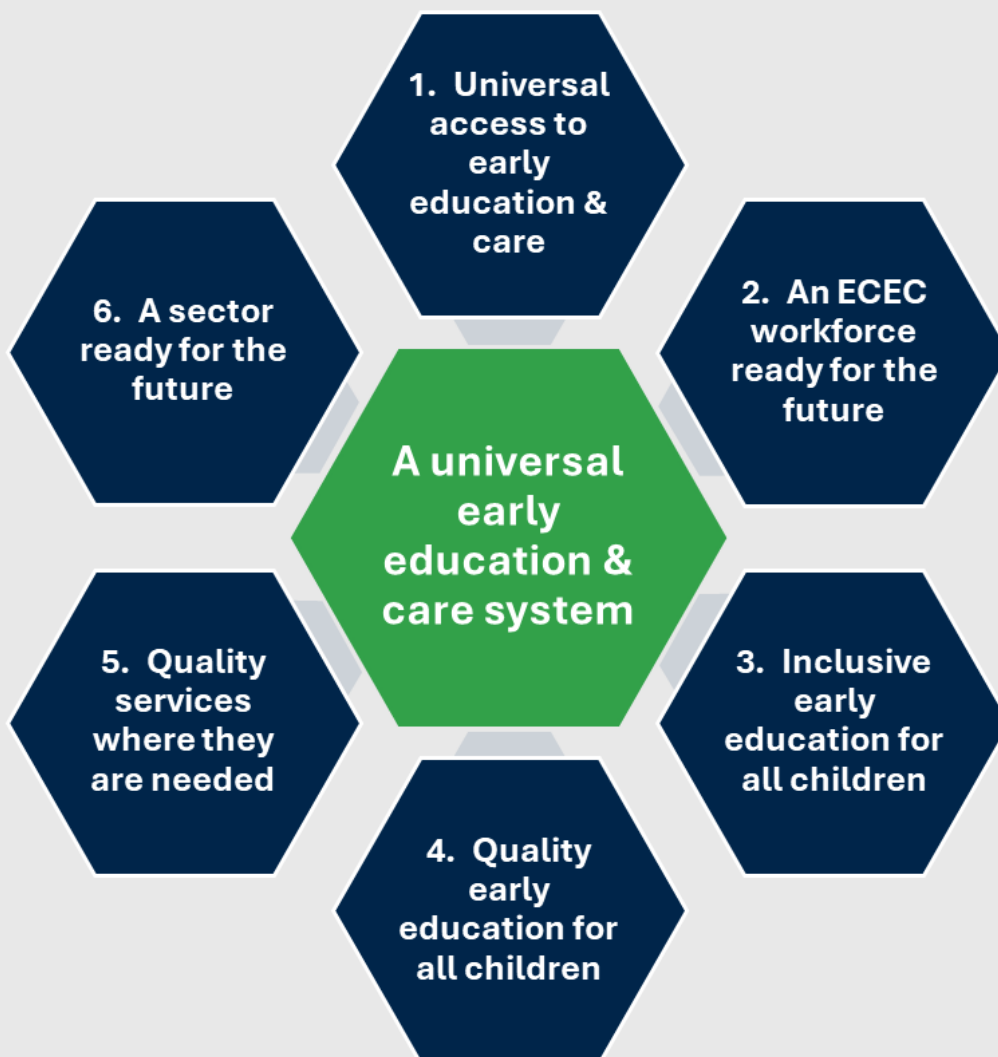 1. Universal
access to
early
education &
care
2. An ECEC
workforce
ready for the
future
6. A sector
ready for the
future
A universal
early
education &
care system
5. Quality
services
where they
are needed
3. Inclusive
early
education for
all children
4. Quality
early
education for
all children